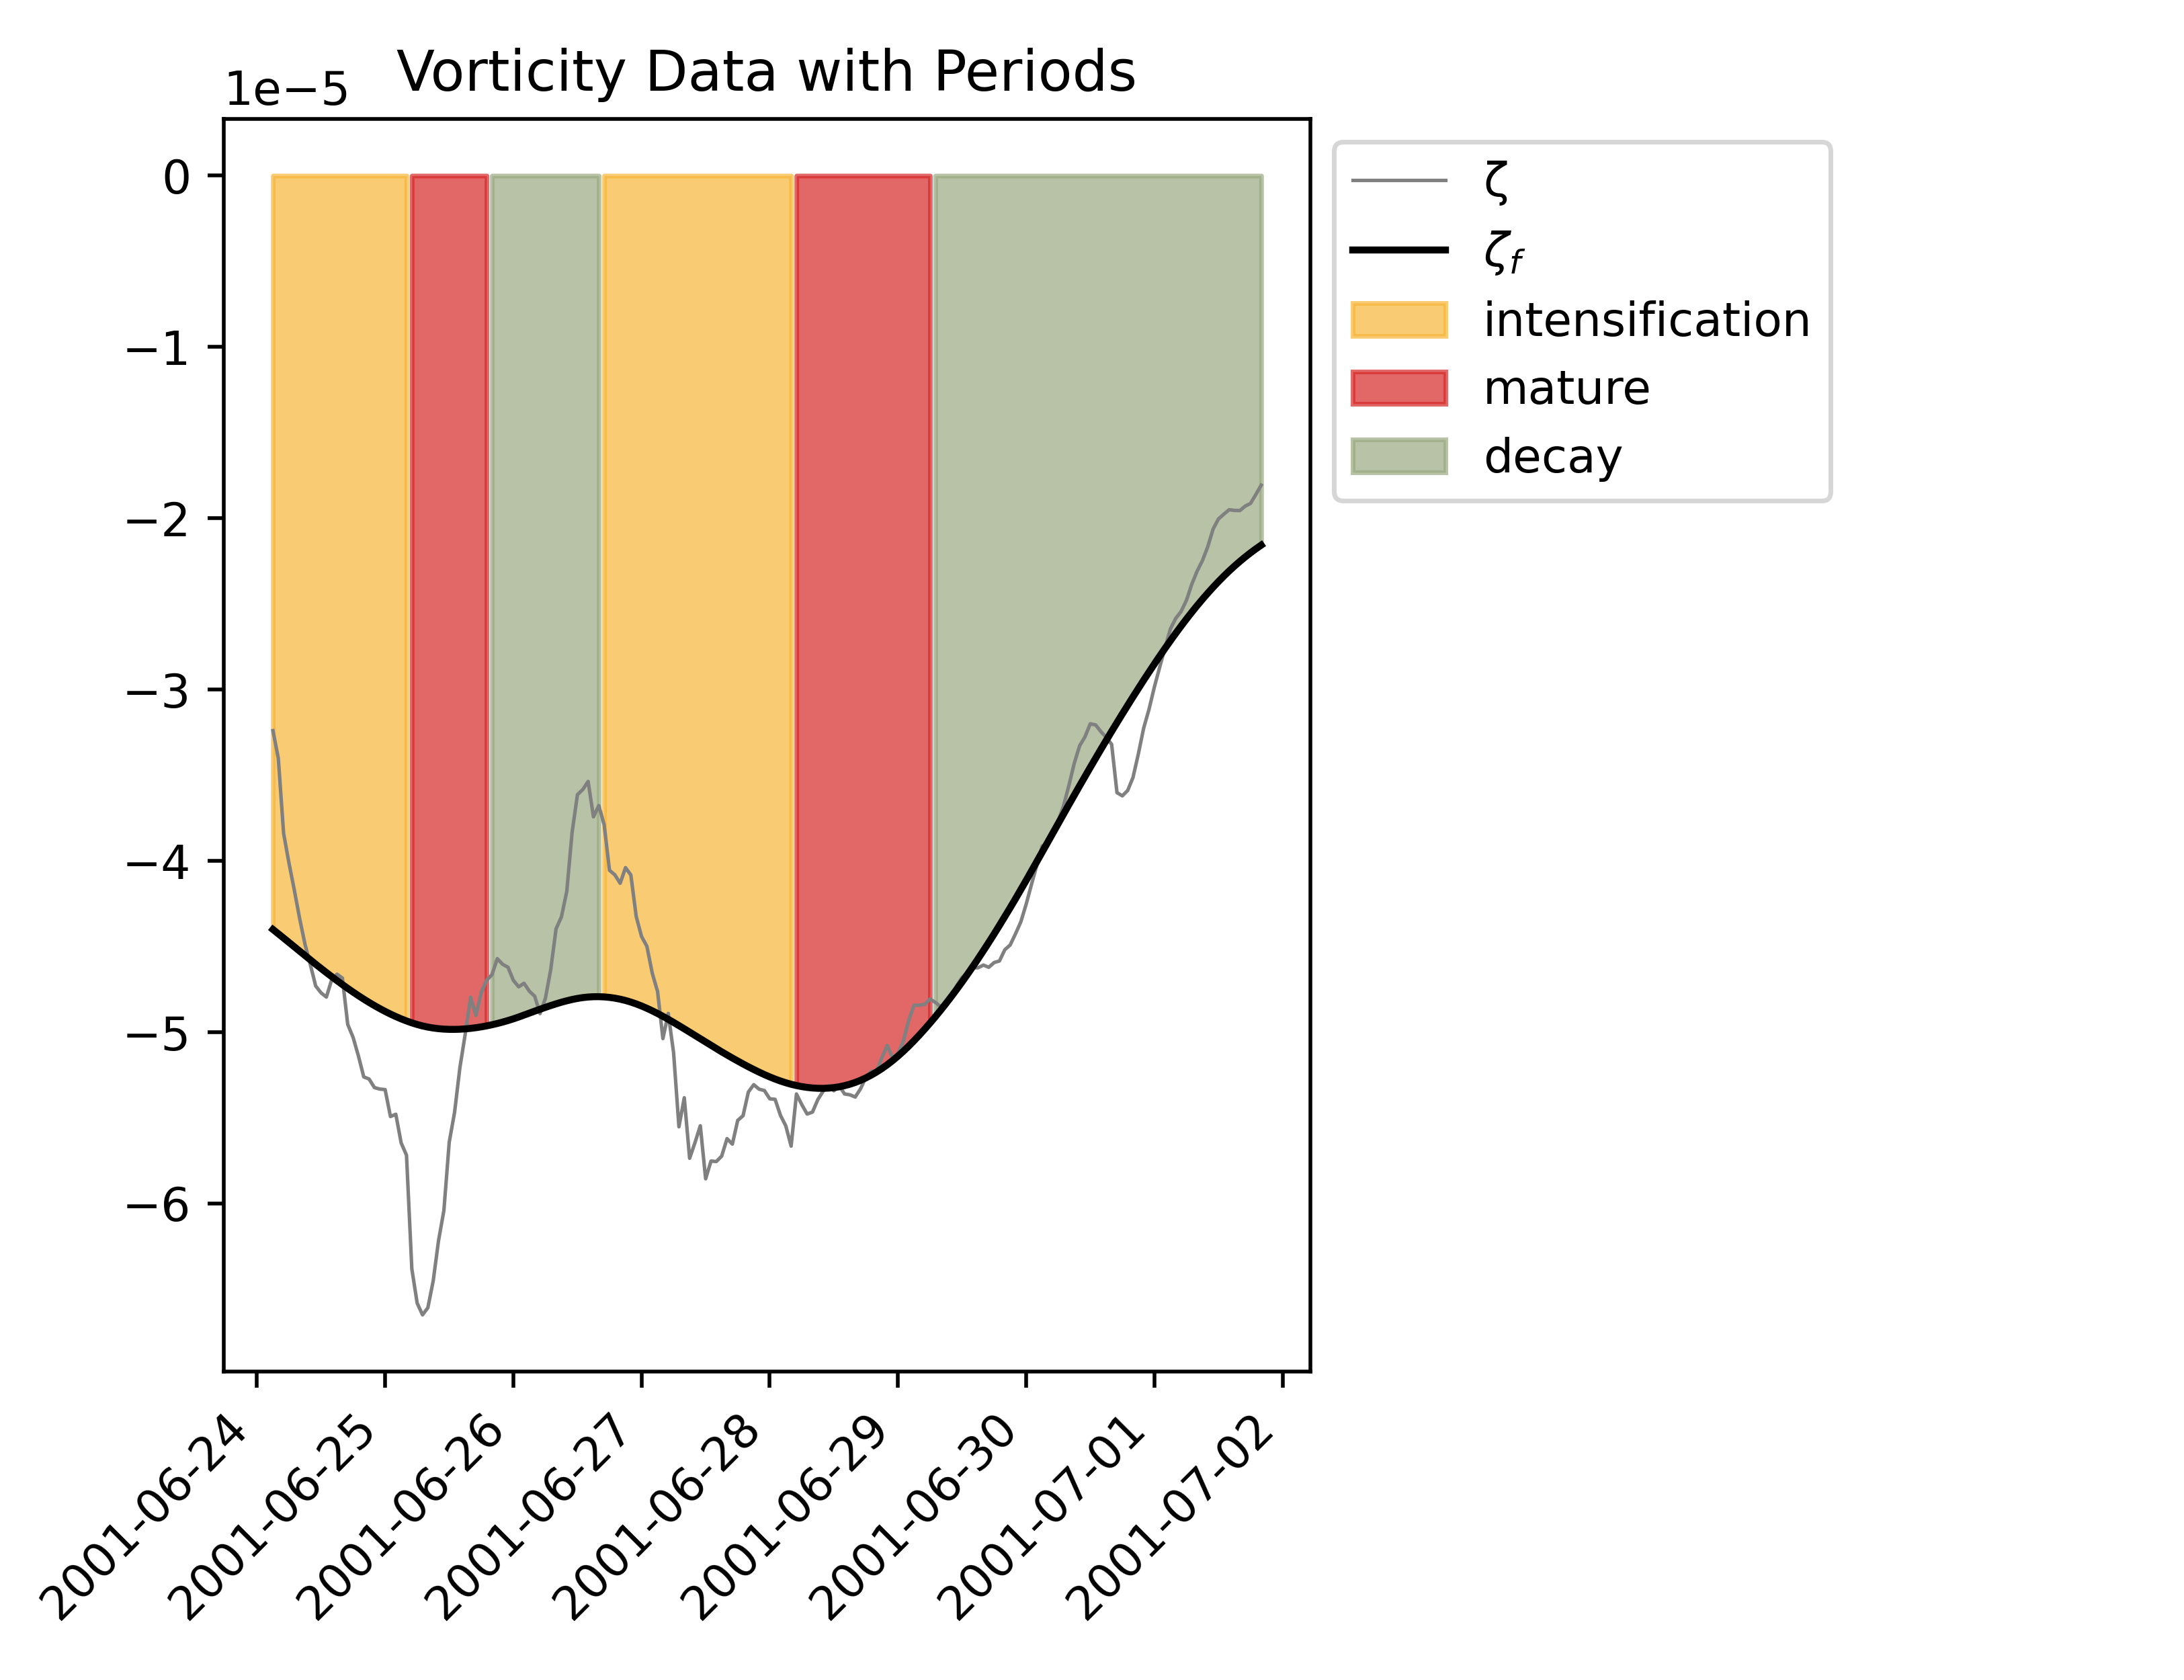 Vorticity Data with Periods
1e−5
0
−1
−2
−3
−4
−5
−6
2001-06-24
2001-06-25
2001-06-26
2001-06-27
2001-06-28
2001-06-29
2001-06-30
2001-07-01
2001-07-02
ζ
ζf
intensification
mature
decay